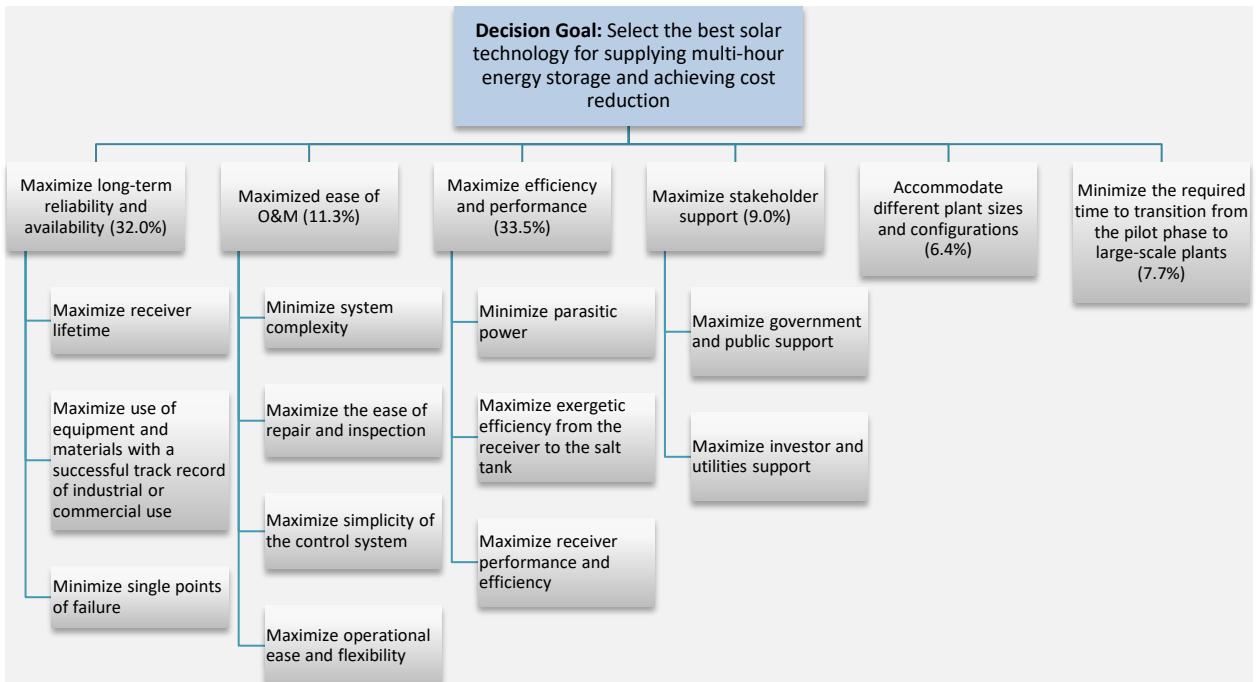 Decision Goal: Select the best solar
technology for supplying multi-hour
energy storage and achieving cost
reduction
Maximize long-term
reliability and
availability (32.0%)
Maximize receiver
lifetime
Maximize use of
equipment and
materials with a
successful track record
of industrial or
commercial use
Minimize single points
of failure
Maximized ease of
O&M (11.3%)
Minimize system
complexity
Maximize the ease of
repair and inspection
Maximize simplicity of
the control system
Maximize operational
ease and flexibility
Maximize efficiency
and performance
(33.5%)
Minimize parasitic
power
Maximize exergetic
efficiency from the
receiver to the salt
tank
Maximize receiver
performance and
efficiency
Maximize stakeholder
support (9.0%)
Maximize government
and public support
Maximize investor and
utilities support
Accommodate
different plant sizes
and configurations
(6.4%)
Minimize the required
time to transition from
the pilot phase to
large-scale plants
(7.7%)